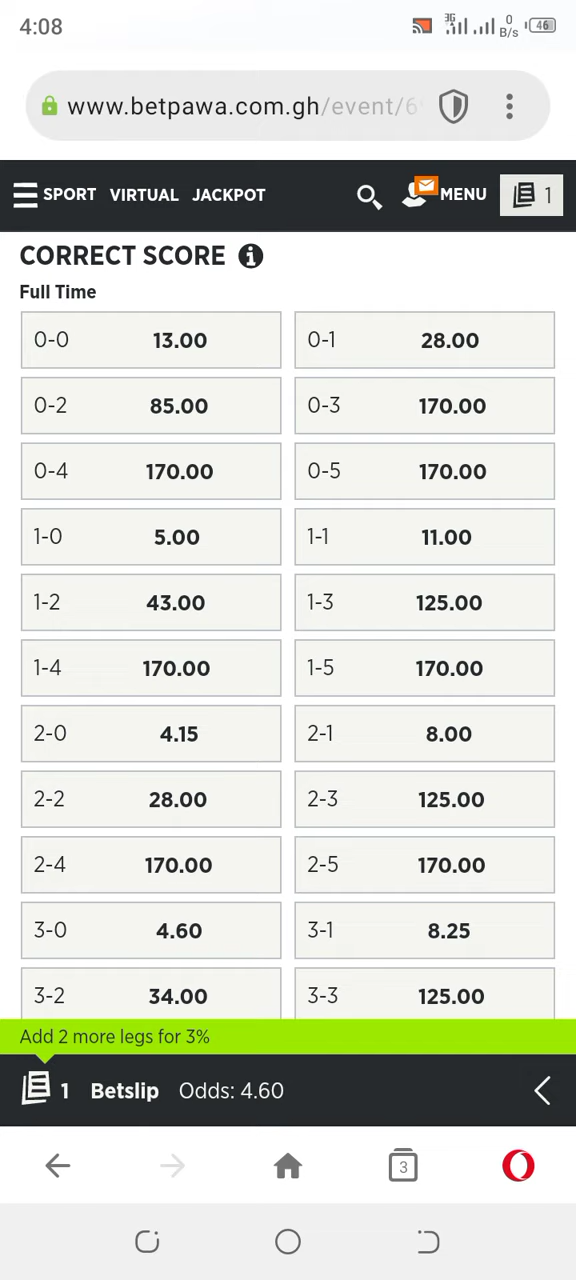 4:08 3G 0 B/s 46
www.betpawa.com.gh/event/6
SPORT VIRTUAL JACKPOT MENU 1
CORRECT SCORE
Full Time
0-0 13.00 0-1 28.00
0-2 85.00 0-3 170.00
0-4 170.00 0-5 170.00
1-0 5.00 1-1 11.00
1-2 43.00 1-3 125.00
1-4 170.00 1-5 170.00
2-0 4.15 2-1 8.00
2-2 28.00 2-3 125.00
2-4 170.00 2-5 170.00
3-0 4.60 3-1 8.25
3-2 34.00 3-3 125.00
Add 2 more legs for 3%
1 Betslip Odds: 4.60
3